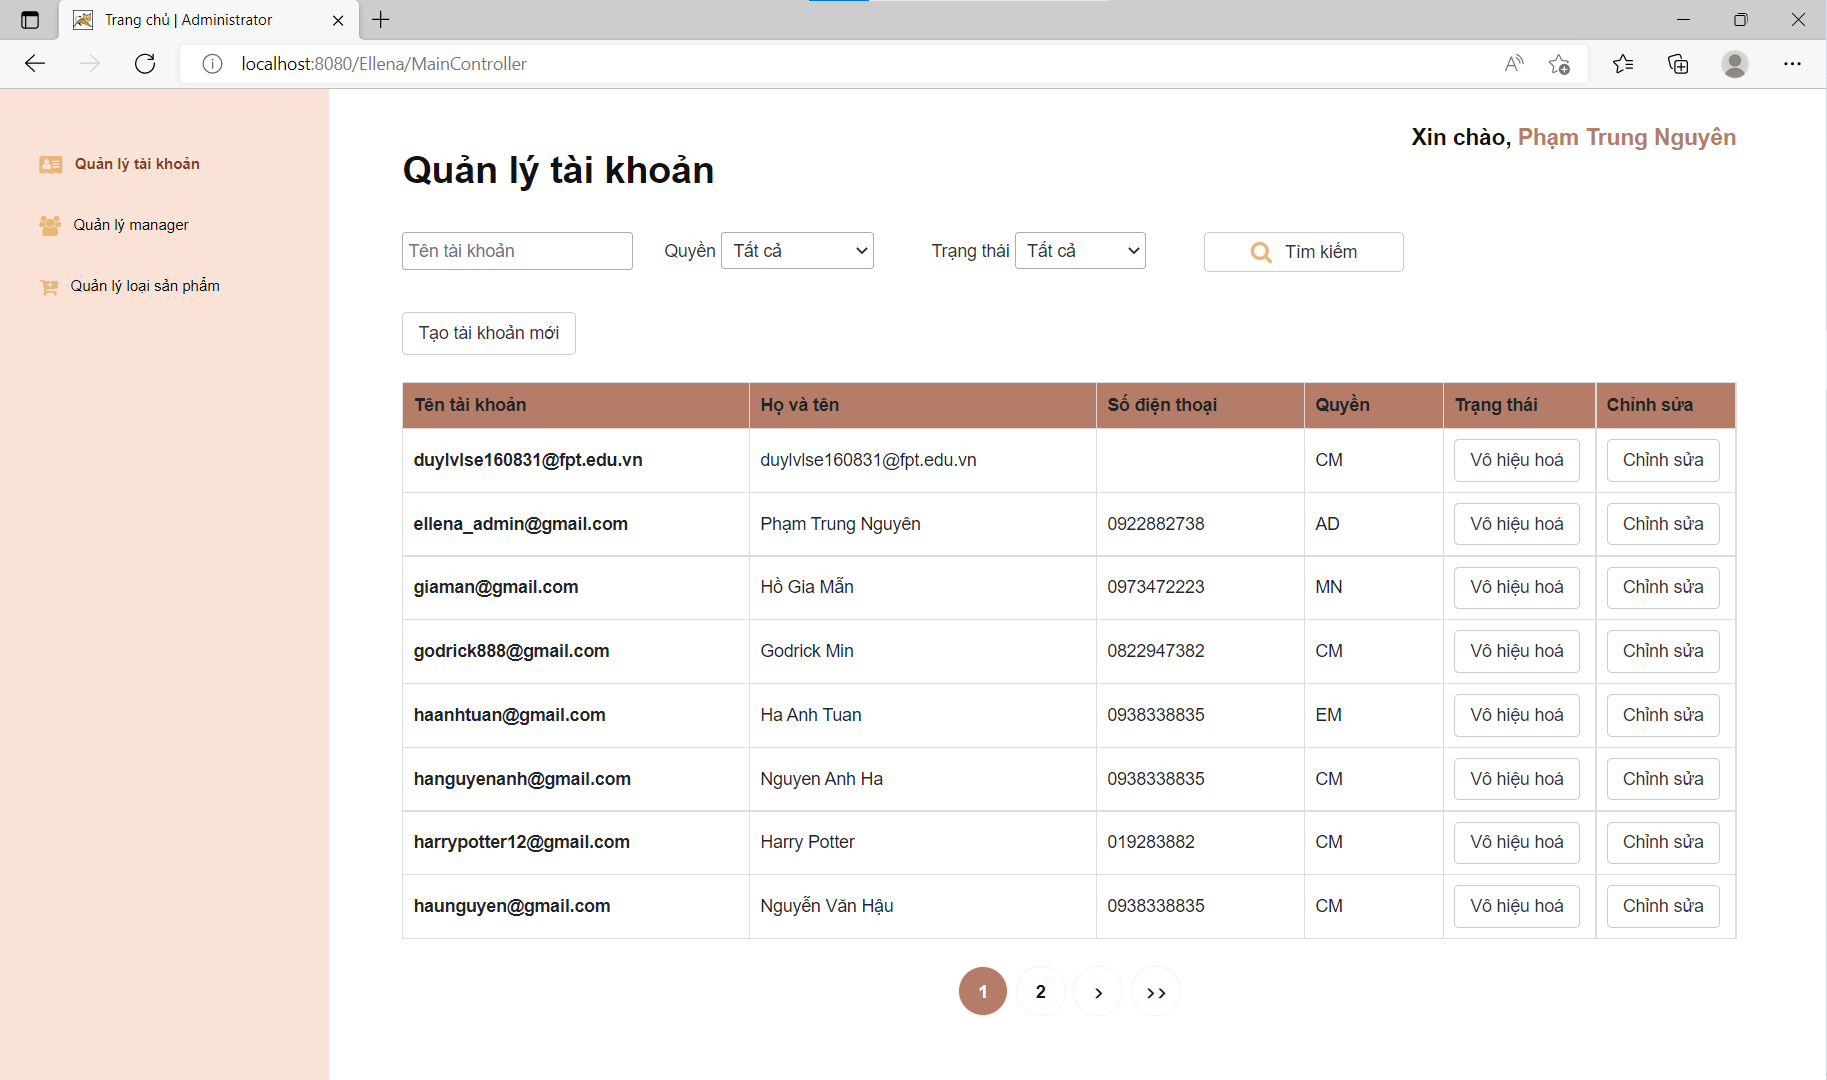 Trang chủ | Administrator
localhost:8080/Ellena/MainController
Xin chào, Phạm Trung Nguyên
Quản lý tài khoản
Quản lý manager
Quản lý loại sản phẩm
Quản lý tài khoản
Tên tài khoản Quyền Tất cả Trạng thái Tất cả Tìm kiếm
Tạo tài khoản mới
Tên tài khoản Họ và tên Số điện thoại Quyền Trạng thái Chỉnh sửa
duylvlse160831@fpt.edu.vn duylvlse160831@fpt.edu.vn CM Vô hiệu hoá Chỉnh sửa
ellena_admin@gmail.com Phạm Trung Nguyên 0922882738 AD Vô hiệu hoá Chỉnh sửa
giaman@gmail.com Hồ Gia Mẫn 0973472223 MN Vô hiệu hoá Chỉnh sửa
godrick888@gmail.com Godrick Min 0822947382 CM Vô hiệu hoá Chỉnh sửa
haanhtuan@gmail.com Ha Anh Tuan 0938338835 EM Vô hiệu hoá Chỉnh sửa
hanguyenanh@gmail.com Nguyen Anh Ha 0938338835 CM Vô hiệu hoá Chỉnh sửa
harrypotter12@gmail.com Harry Potter 019283882 CM Vô hiệu hoá Chỉnh sửa
haunguyen@gmail.com Nguyễn Văn Hậu 0938338835 CM Vô hiệu hoá Chỉnh sửa
1 2 > >>